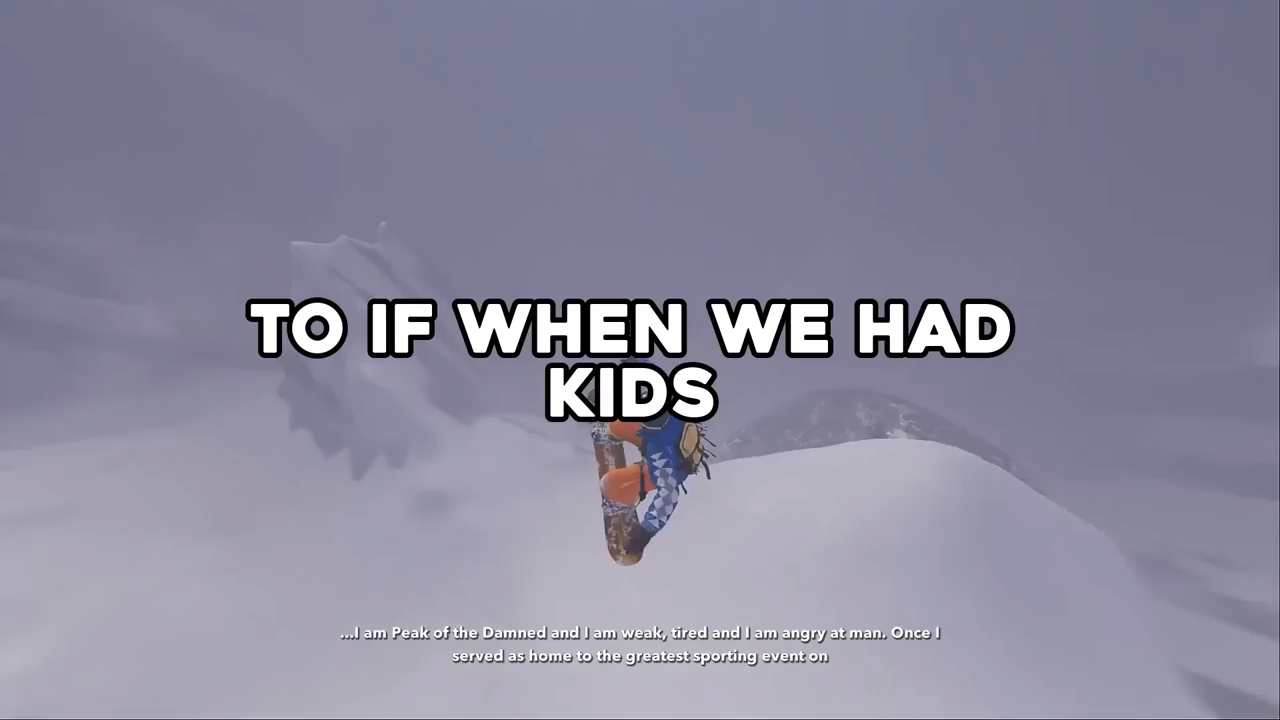 TO IF WHEN WE HAD
KIDS
...I am Peak of the Damned and I am weak, tired and I am angry at man. Once I
served as home to the greatest sporting event on